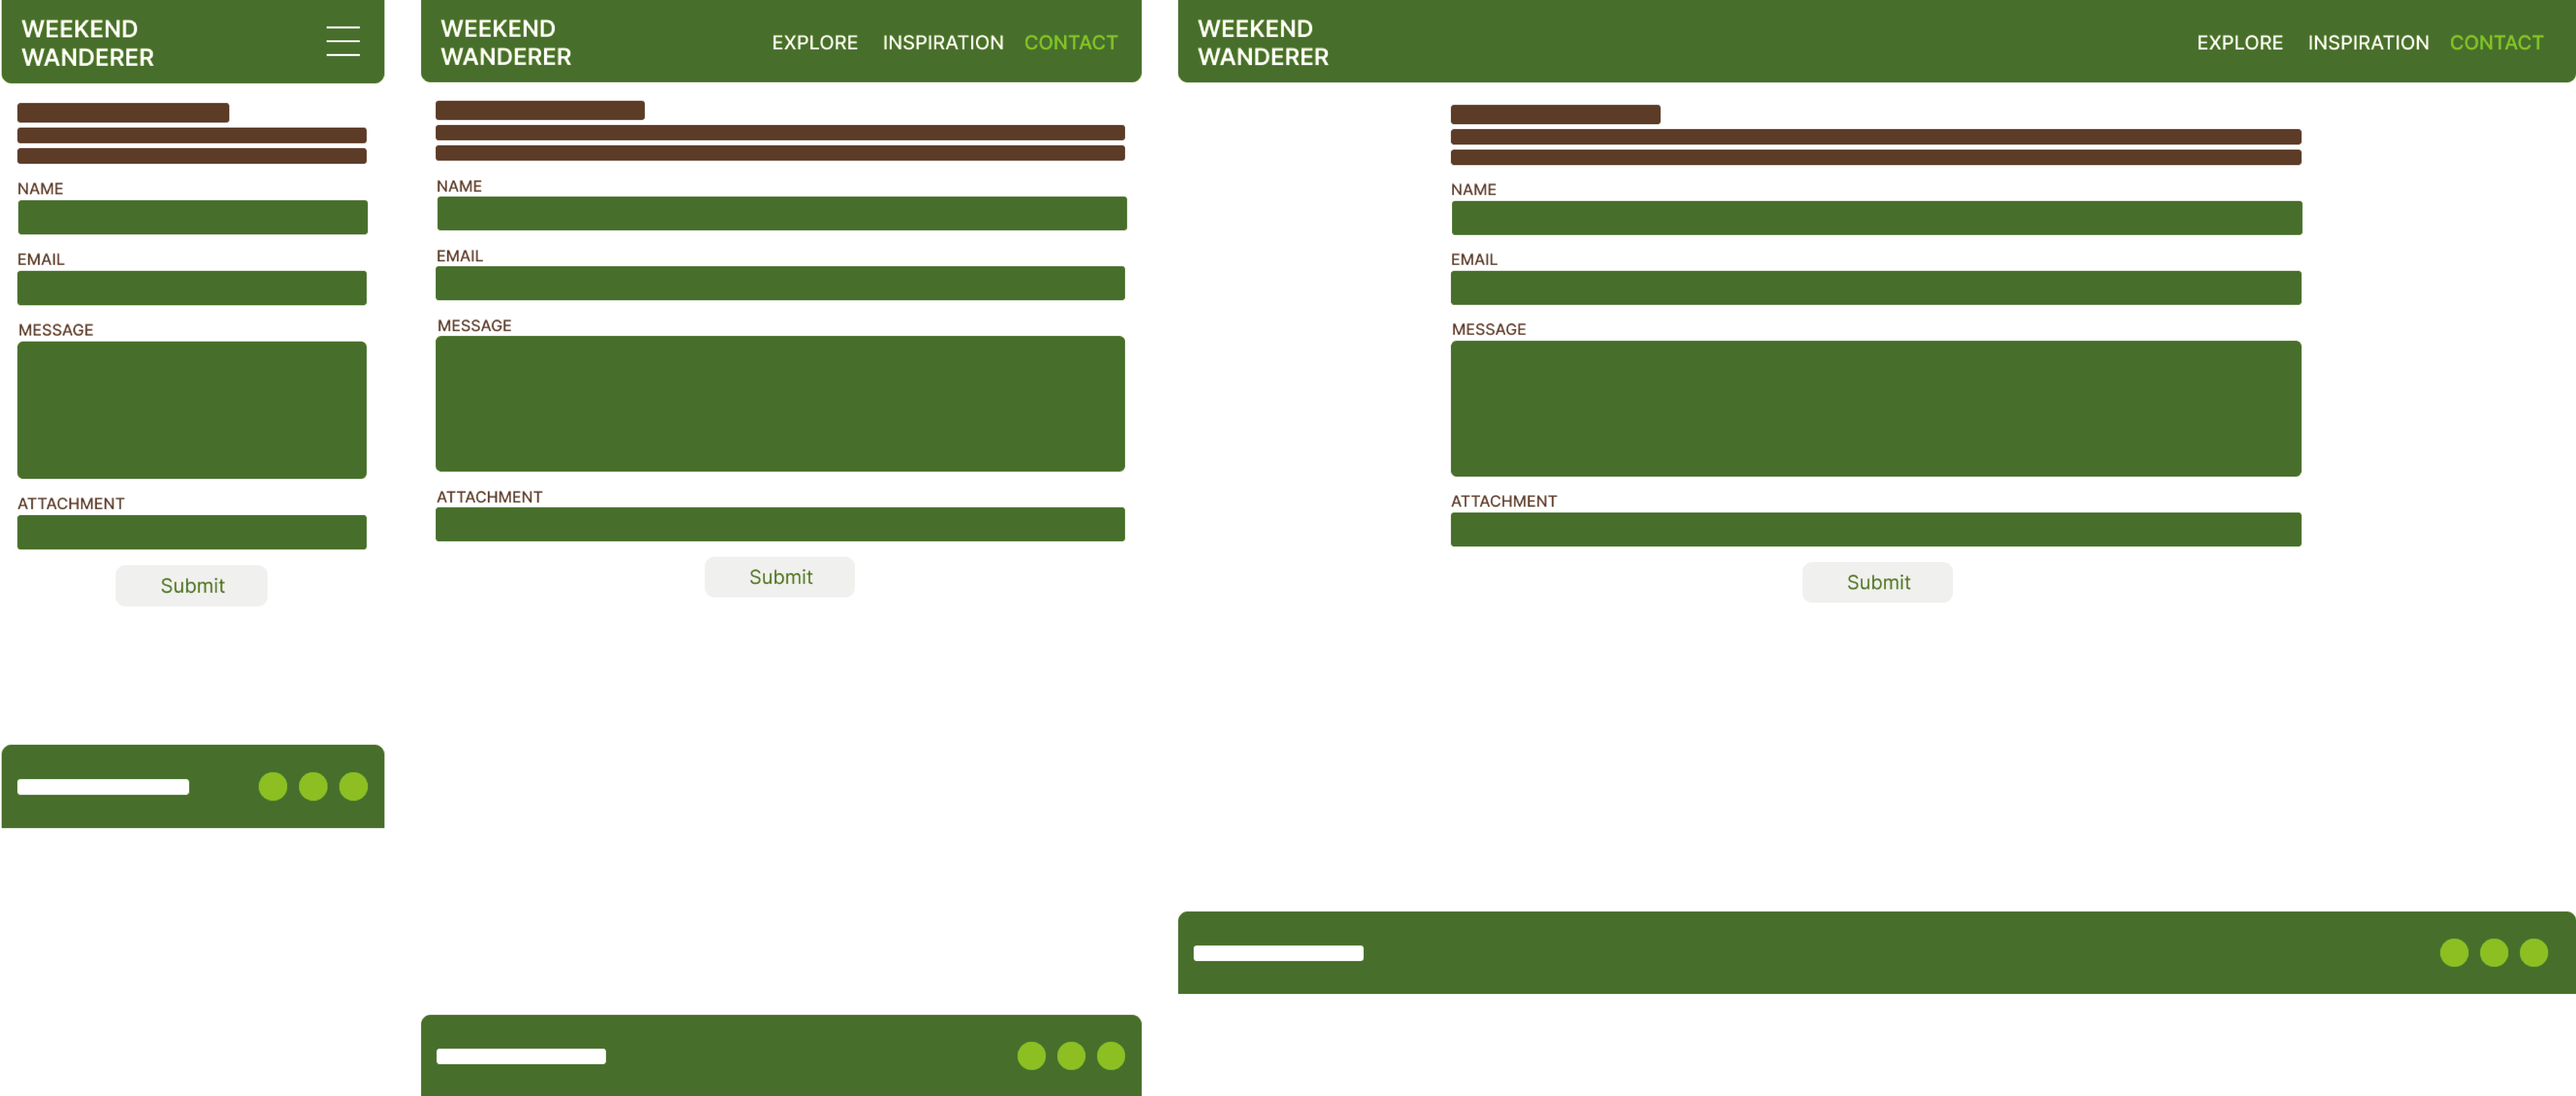 WEEKEND
WANDERER
NAME
EMAIL
MESSAGE
ATTACHMENT
Submit
WEEKEND
WANDERER
EXPLORE INSPIRATION CONTACT
NAME
EMAIL
MESSAGE
ATTACHMENT
Submit
WEEKEND
WANDERER
EXPLORE INSPIRATION CONTACT
NAME
EMAIL
MESSAGE
ATTACHMENT
Submit